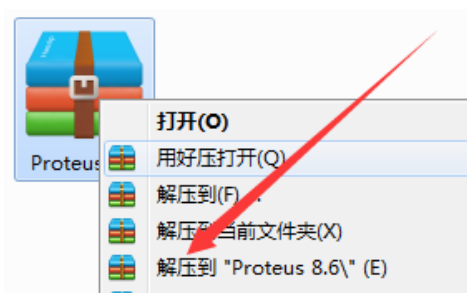 打开(O)
Proteus
用好压打开(Q)
解压到(F)...
解压到当前文件夹(X)
解压到 "Proteus 8.6\" (E)